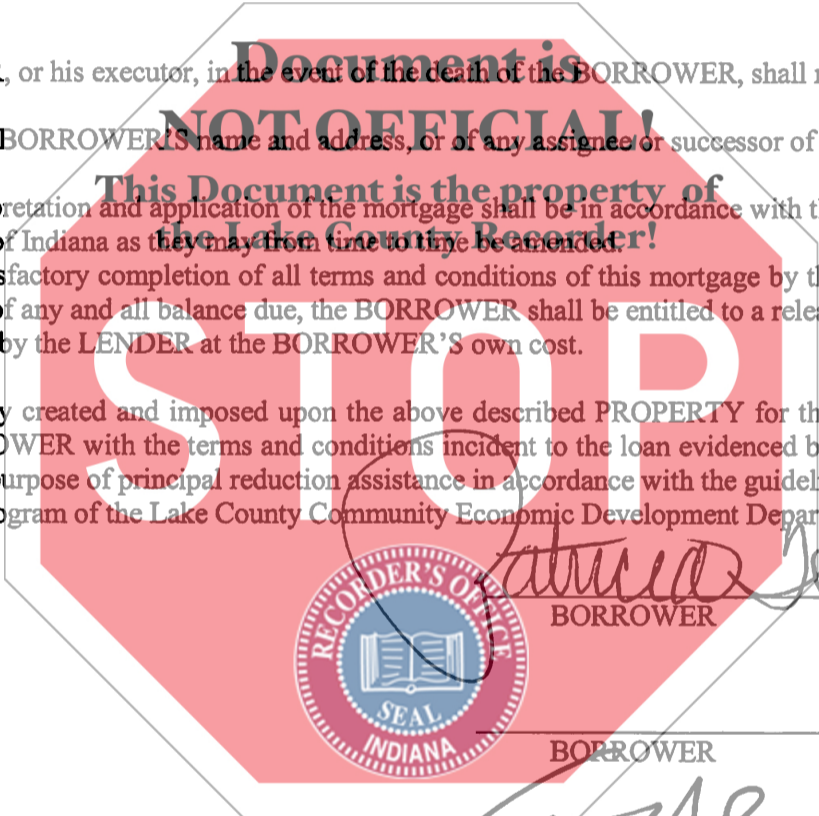 Document is
, or his executor, in the event of the death of the BORROWER, shall
NOT OFFICIAL!
BORROWER'S name and address, or of any assignee or successor of
This Document is the property of
retation and application of the mortgage shall be in accordance with
the Lake County Recorder!
of Indiana as they may from time to time be amended.
sfactory completion of all terms and conditions of this mortgage by
of any and all balance due, the BORROWER shall be entitled to a relea
by the LENDER at the BORROWER'S own cost.
STOP
y created and imposed upon the above described PROPERTY for
OWER with the terms and conditions incident to the loan evidenced b
urpose of principal reduction assistance in accordance with the guidel
ogram of the Lake County Community Economic Development Depar
Patricia
BORROWER
RECORDER'S OFFICE
SEAL
INDIANA
BORROWER